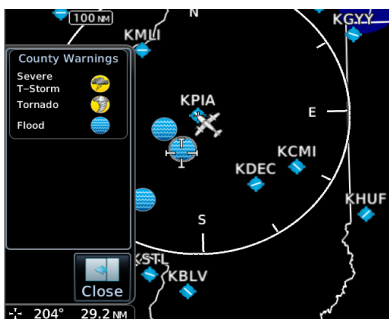 100 NM
N
KGYY
KMLI
County Warnings
Severe
T-Storm
Tornado
Flood
KPIA
E
KCMI
KDEC
KHUF
S
KSTL
KBLV
Close
204° 29.2 NM